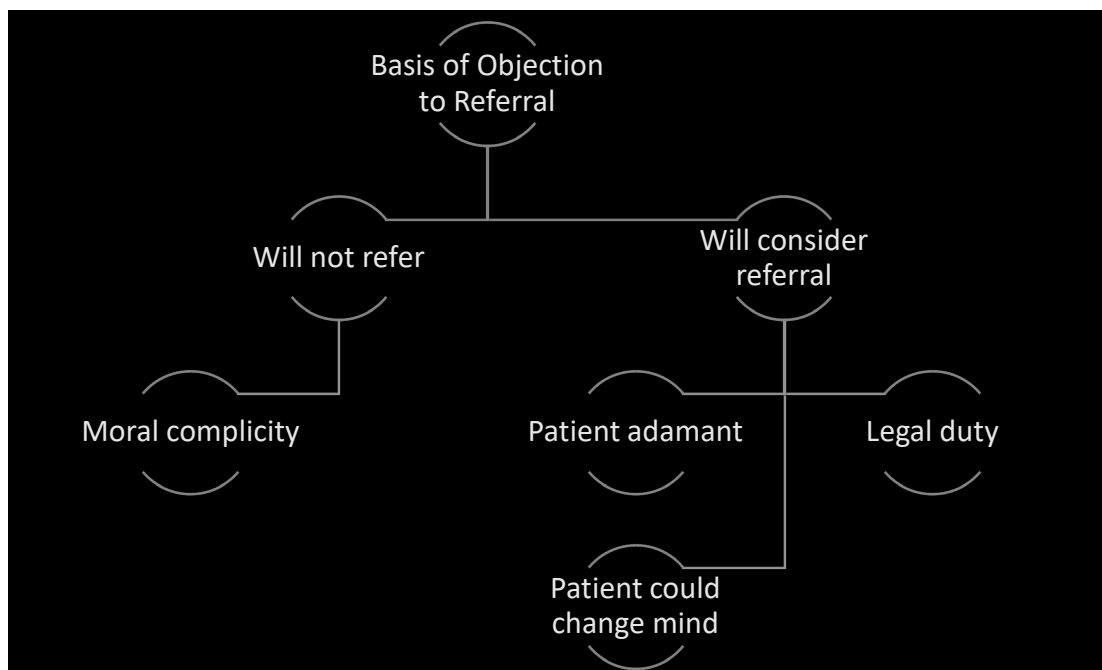 Basis of Objection
to Referral
Will not refer
Will consider
referral
Moral complicity
Patient adamant
Legal duty
Patient could
change mind